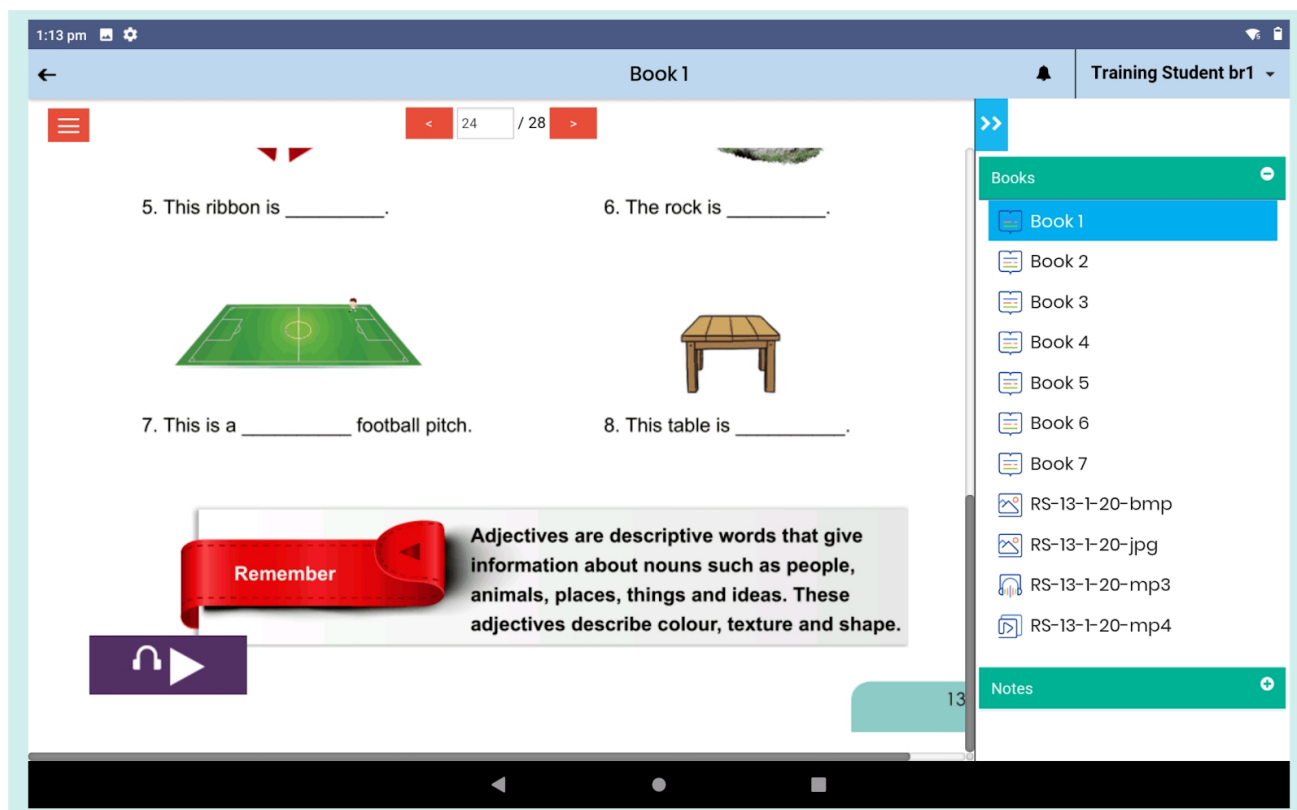 1:13 pm
Book 1
Training Student br1
< 24 / 28 >
Books
5. This ribbon is _________.
6. The rock is _________.
Book 1
Book 2
Book 3
Book 4
Book 5
Book 6
Book 7
RS-13-1-20-bmp
RS-13-1-20-jpg
RS-13-1-20-mp3
RS-13-1-20-mp4
Notes
7. This is a __________ football pitch.
8. This table is __________.
Remember
Adjectives are descriptive words that give
information about nouns such as people,
animals, places, things and ideas. These
adjectives describe colour, texture and shape.
13